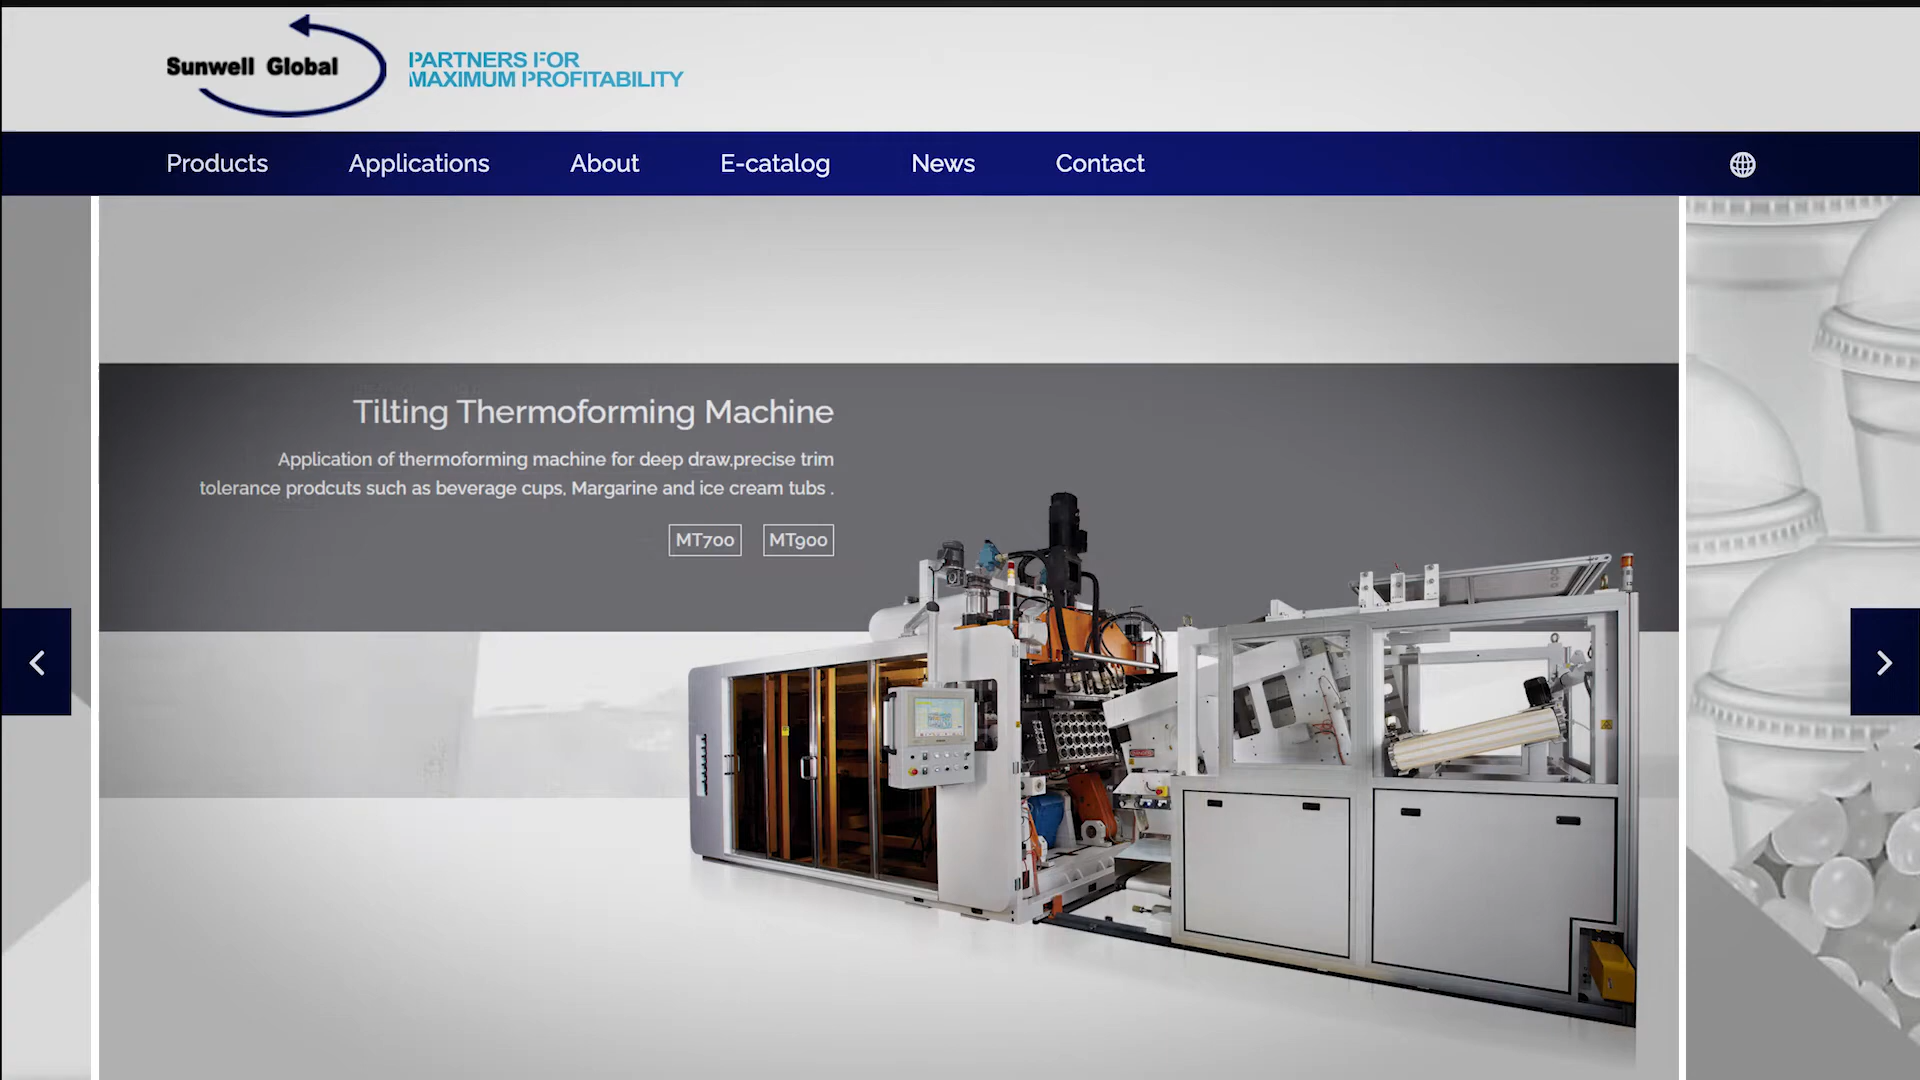 Sunwell Global
PARTNERS FOR
MAXIMUM PROFITABILITY
Products
Applications
About
E-catalog
News
Contact
Tilting Thermoforming Machine
Application of thermoforming machine for deep draw,precise trim
tolerance prodcuts such as beverage cups, Margarine and ice cream tubs .
MT700
MT900